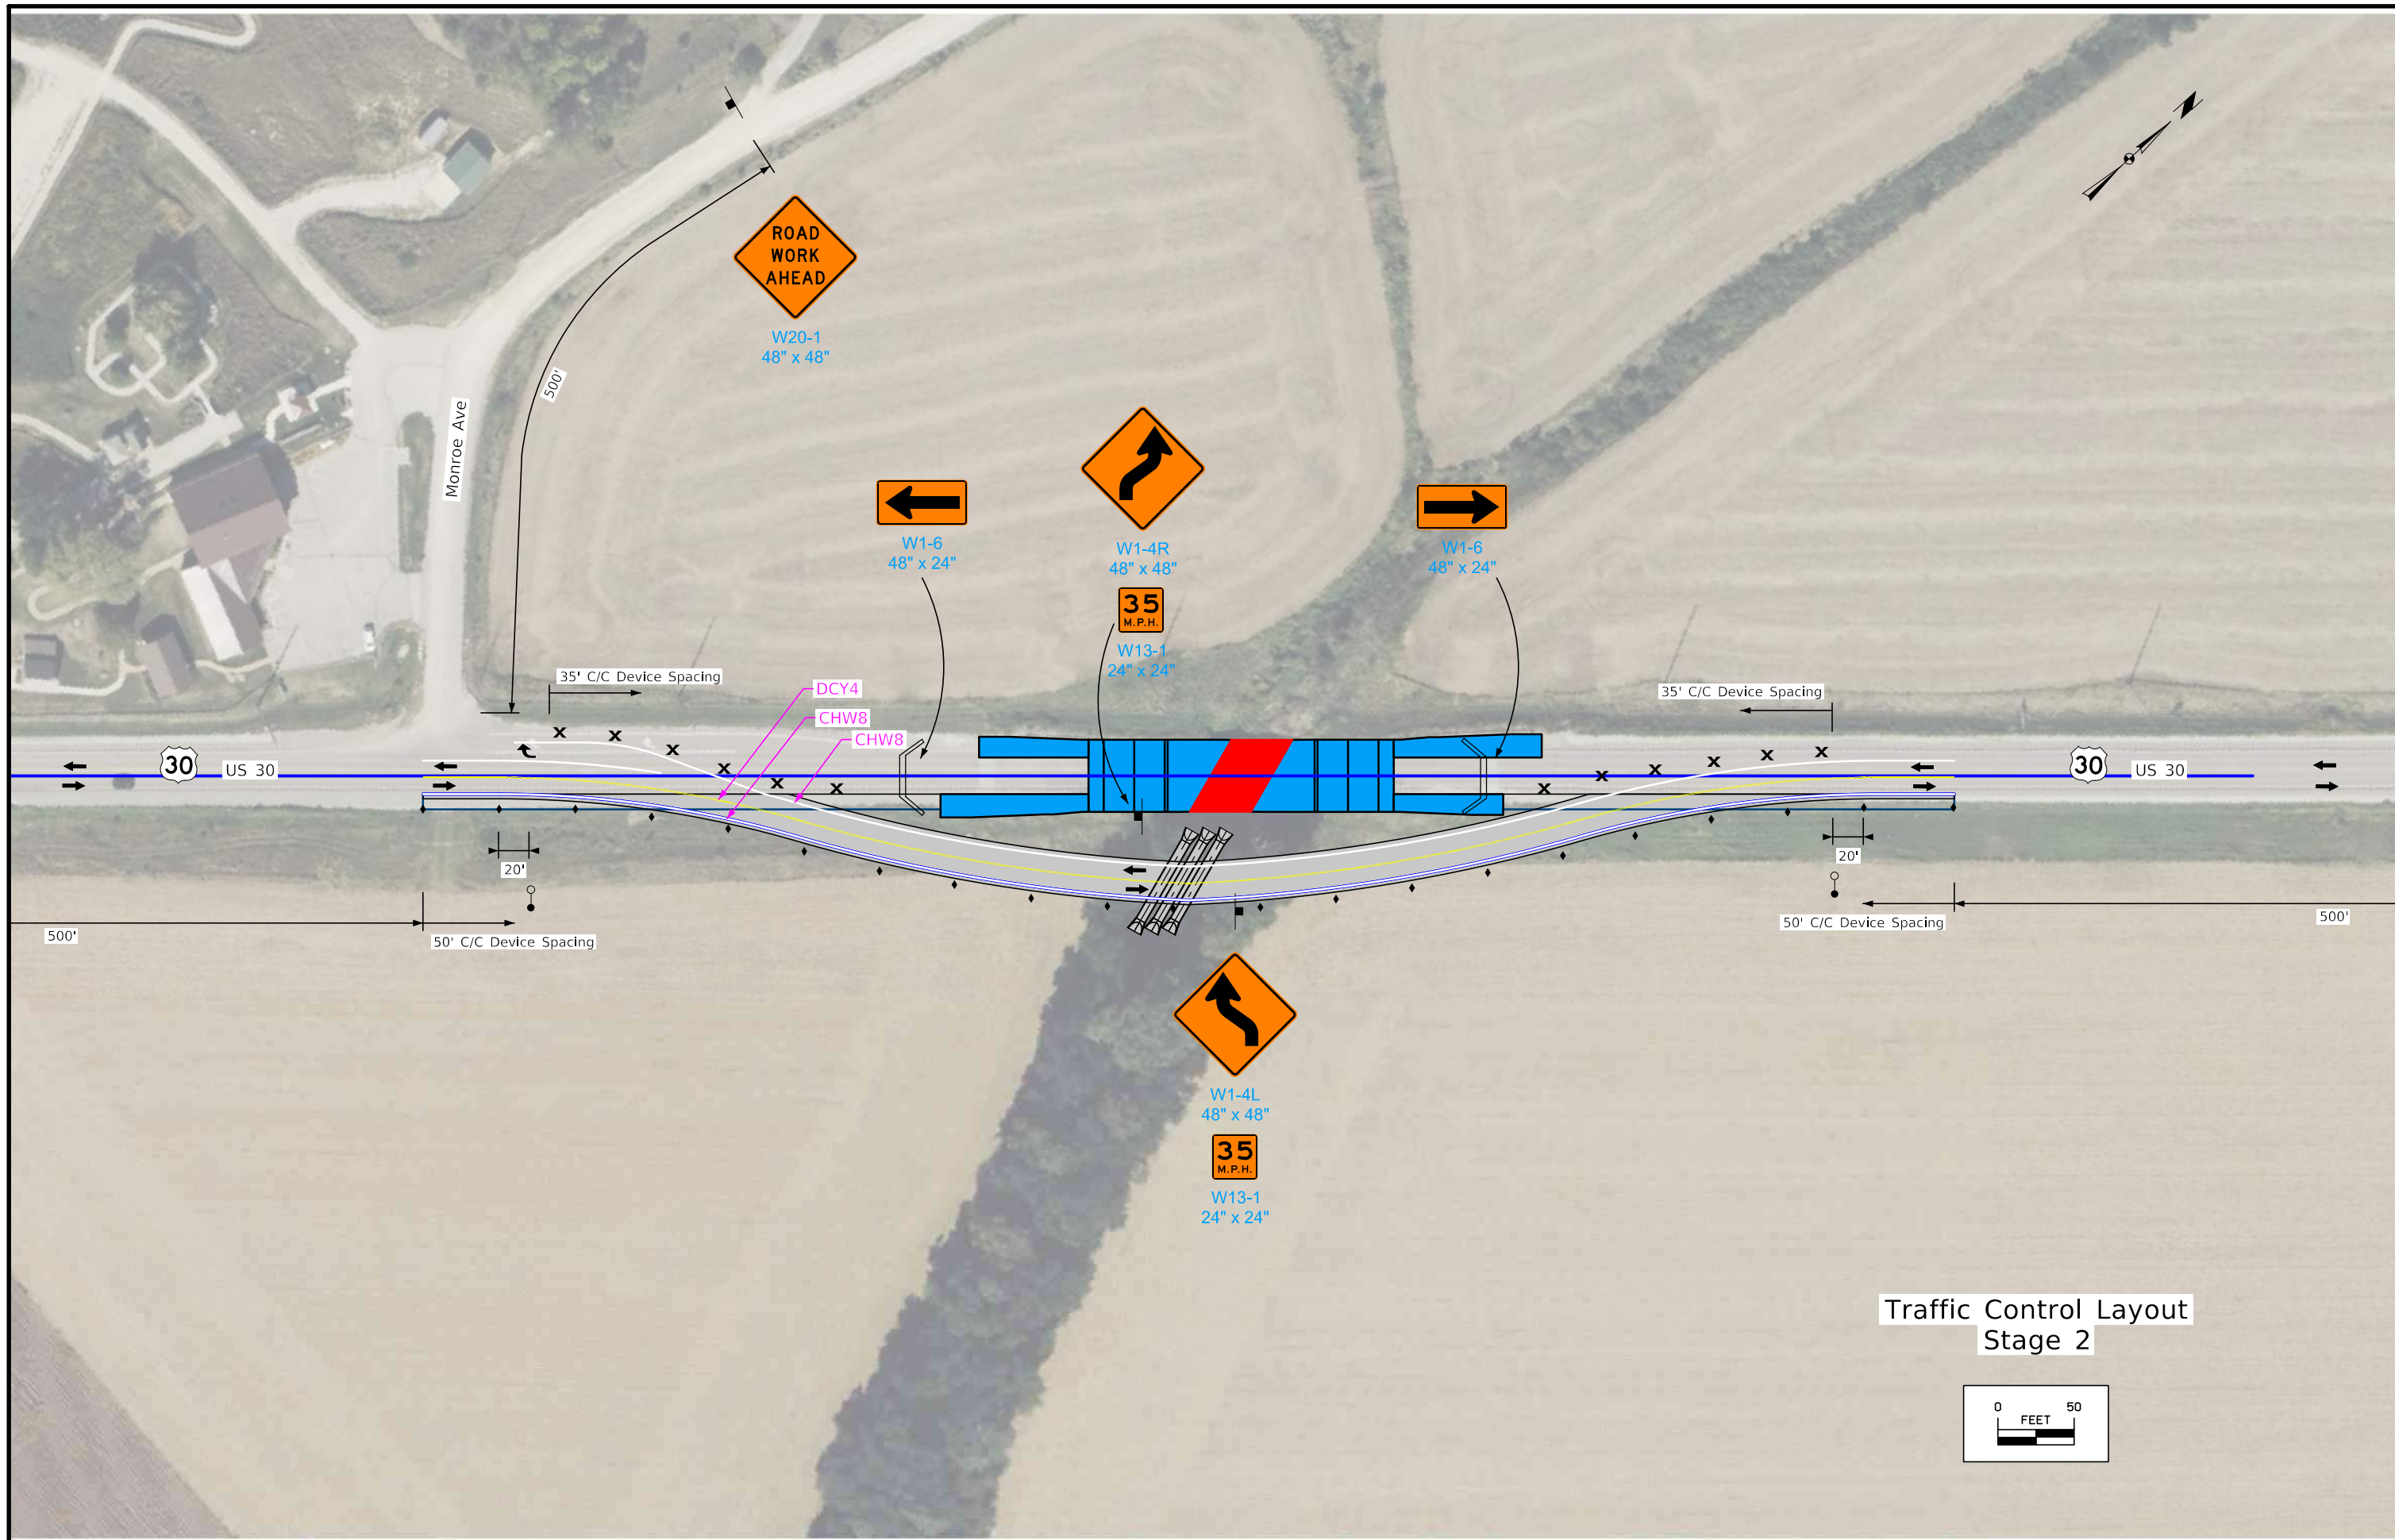 ROAD
WORK
AHEAD
W20-1
48" x 48"
500'
Monroe Ave
W1-6
48" x 24"
W1-4R
48" x 48"
35
M.P.H.
W13-1
24" x 24"
W1-6
48" x 24"
35' C/C Device Spacing
DCY4
CHW8
CHW8
35' C/C Device Spacing
30
US 30
30
US 30
20'
20'
500'
50' C/C Device Spacing
50' C/C Device Spacing
500'
W1-4L
48" x 48"
35
M.P.H.
W13-1
24" x 24"
Traffic Control Layout
Stage 2
0 50
FEET
N
X X X X X X X X X X X X